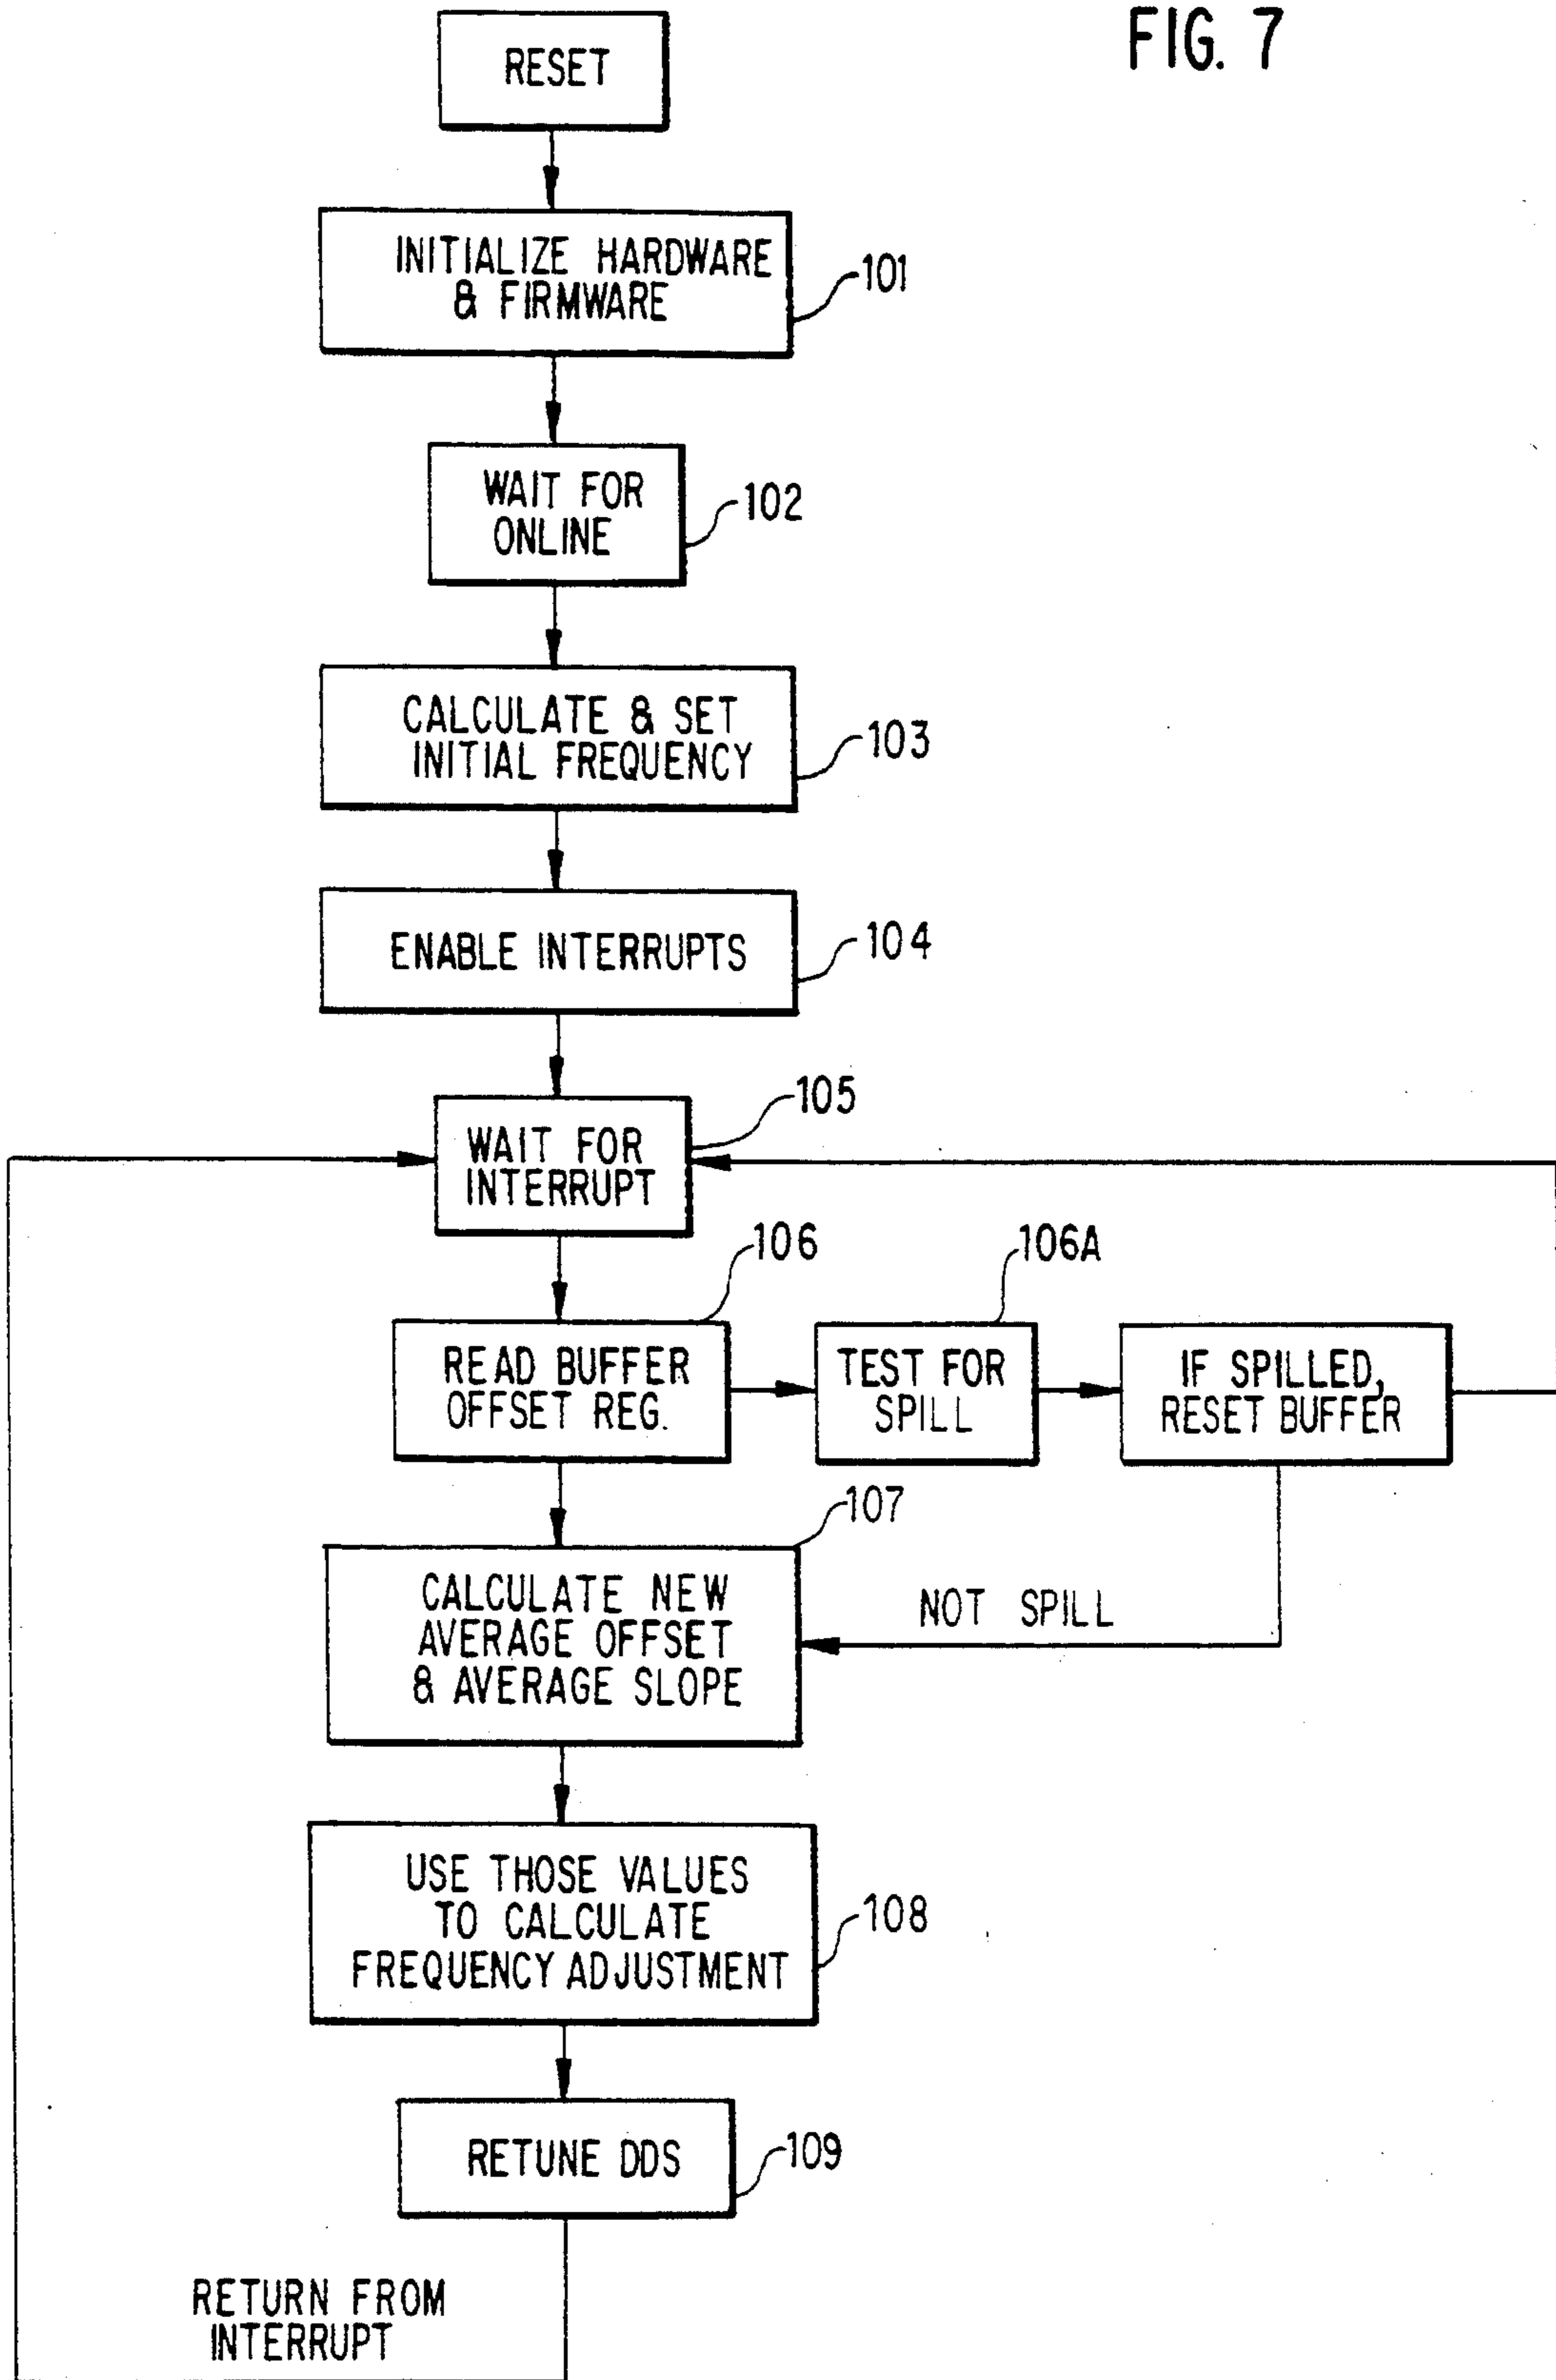 FIG. 7
RESET
INITIALIZE HARDWARE
& FIRMWARE
101
WAIT FOR
ONLINE
102
CALCULATE & SET
INITIAL FREQUENCY
103
ENABLE INTERRUPTS
104
105
WAIT FOR
INTERRUPT
106
106A
READ BUFFER
OFFSET REG.
TEST FOR
SPILL
IF SPILLED,
RESET BUFFER
107
CALCULATE NEW
AVERAGE OFFSET
& AVERAGE SLOPE
NOT SPILL
USE THOSE VALUES
TO CALCULATE
FREQUENCY ADJUSTMENT
108
RETUNE DDS
109
RETURN FROM
INTERRUPT